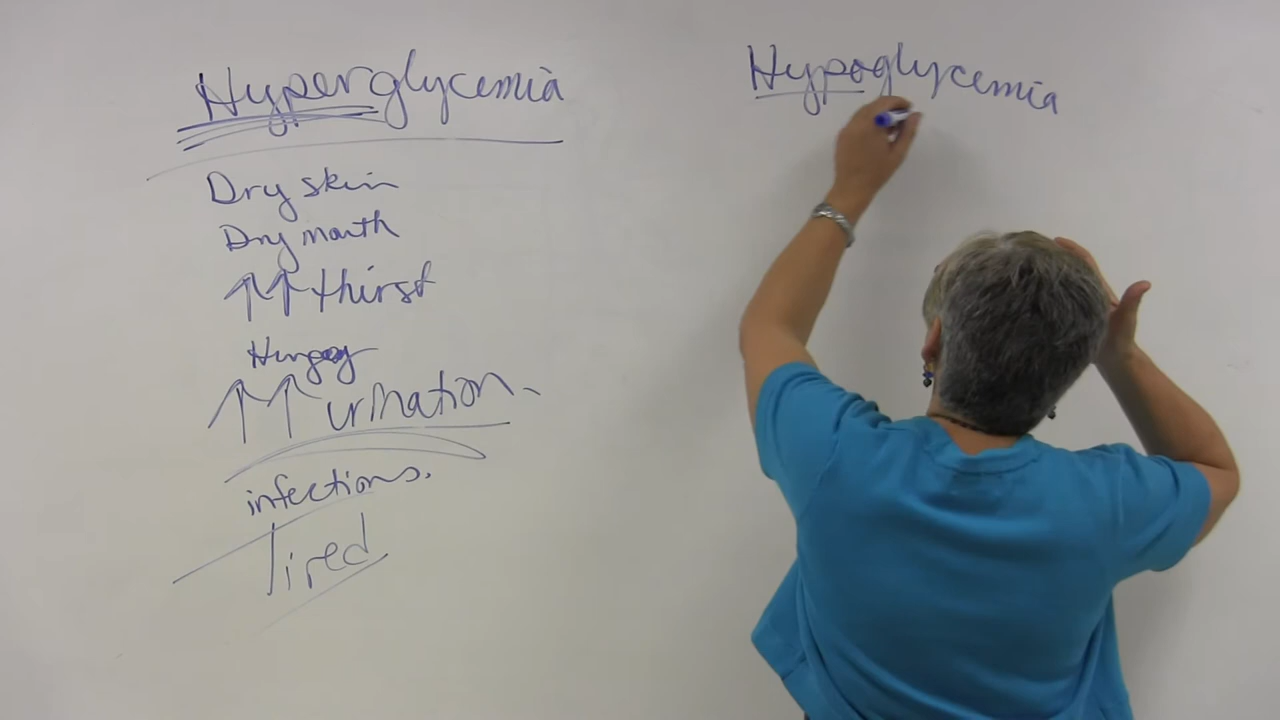 Hyperglycemia
Dry skin
Dry mouth
↑↑ thirst
Hungry
↑↑ urination
infections.
Tired
Hypoglycemia